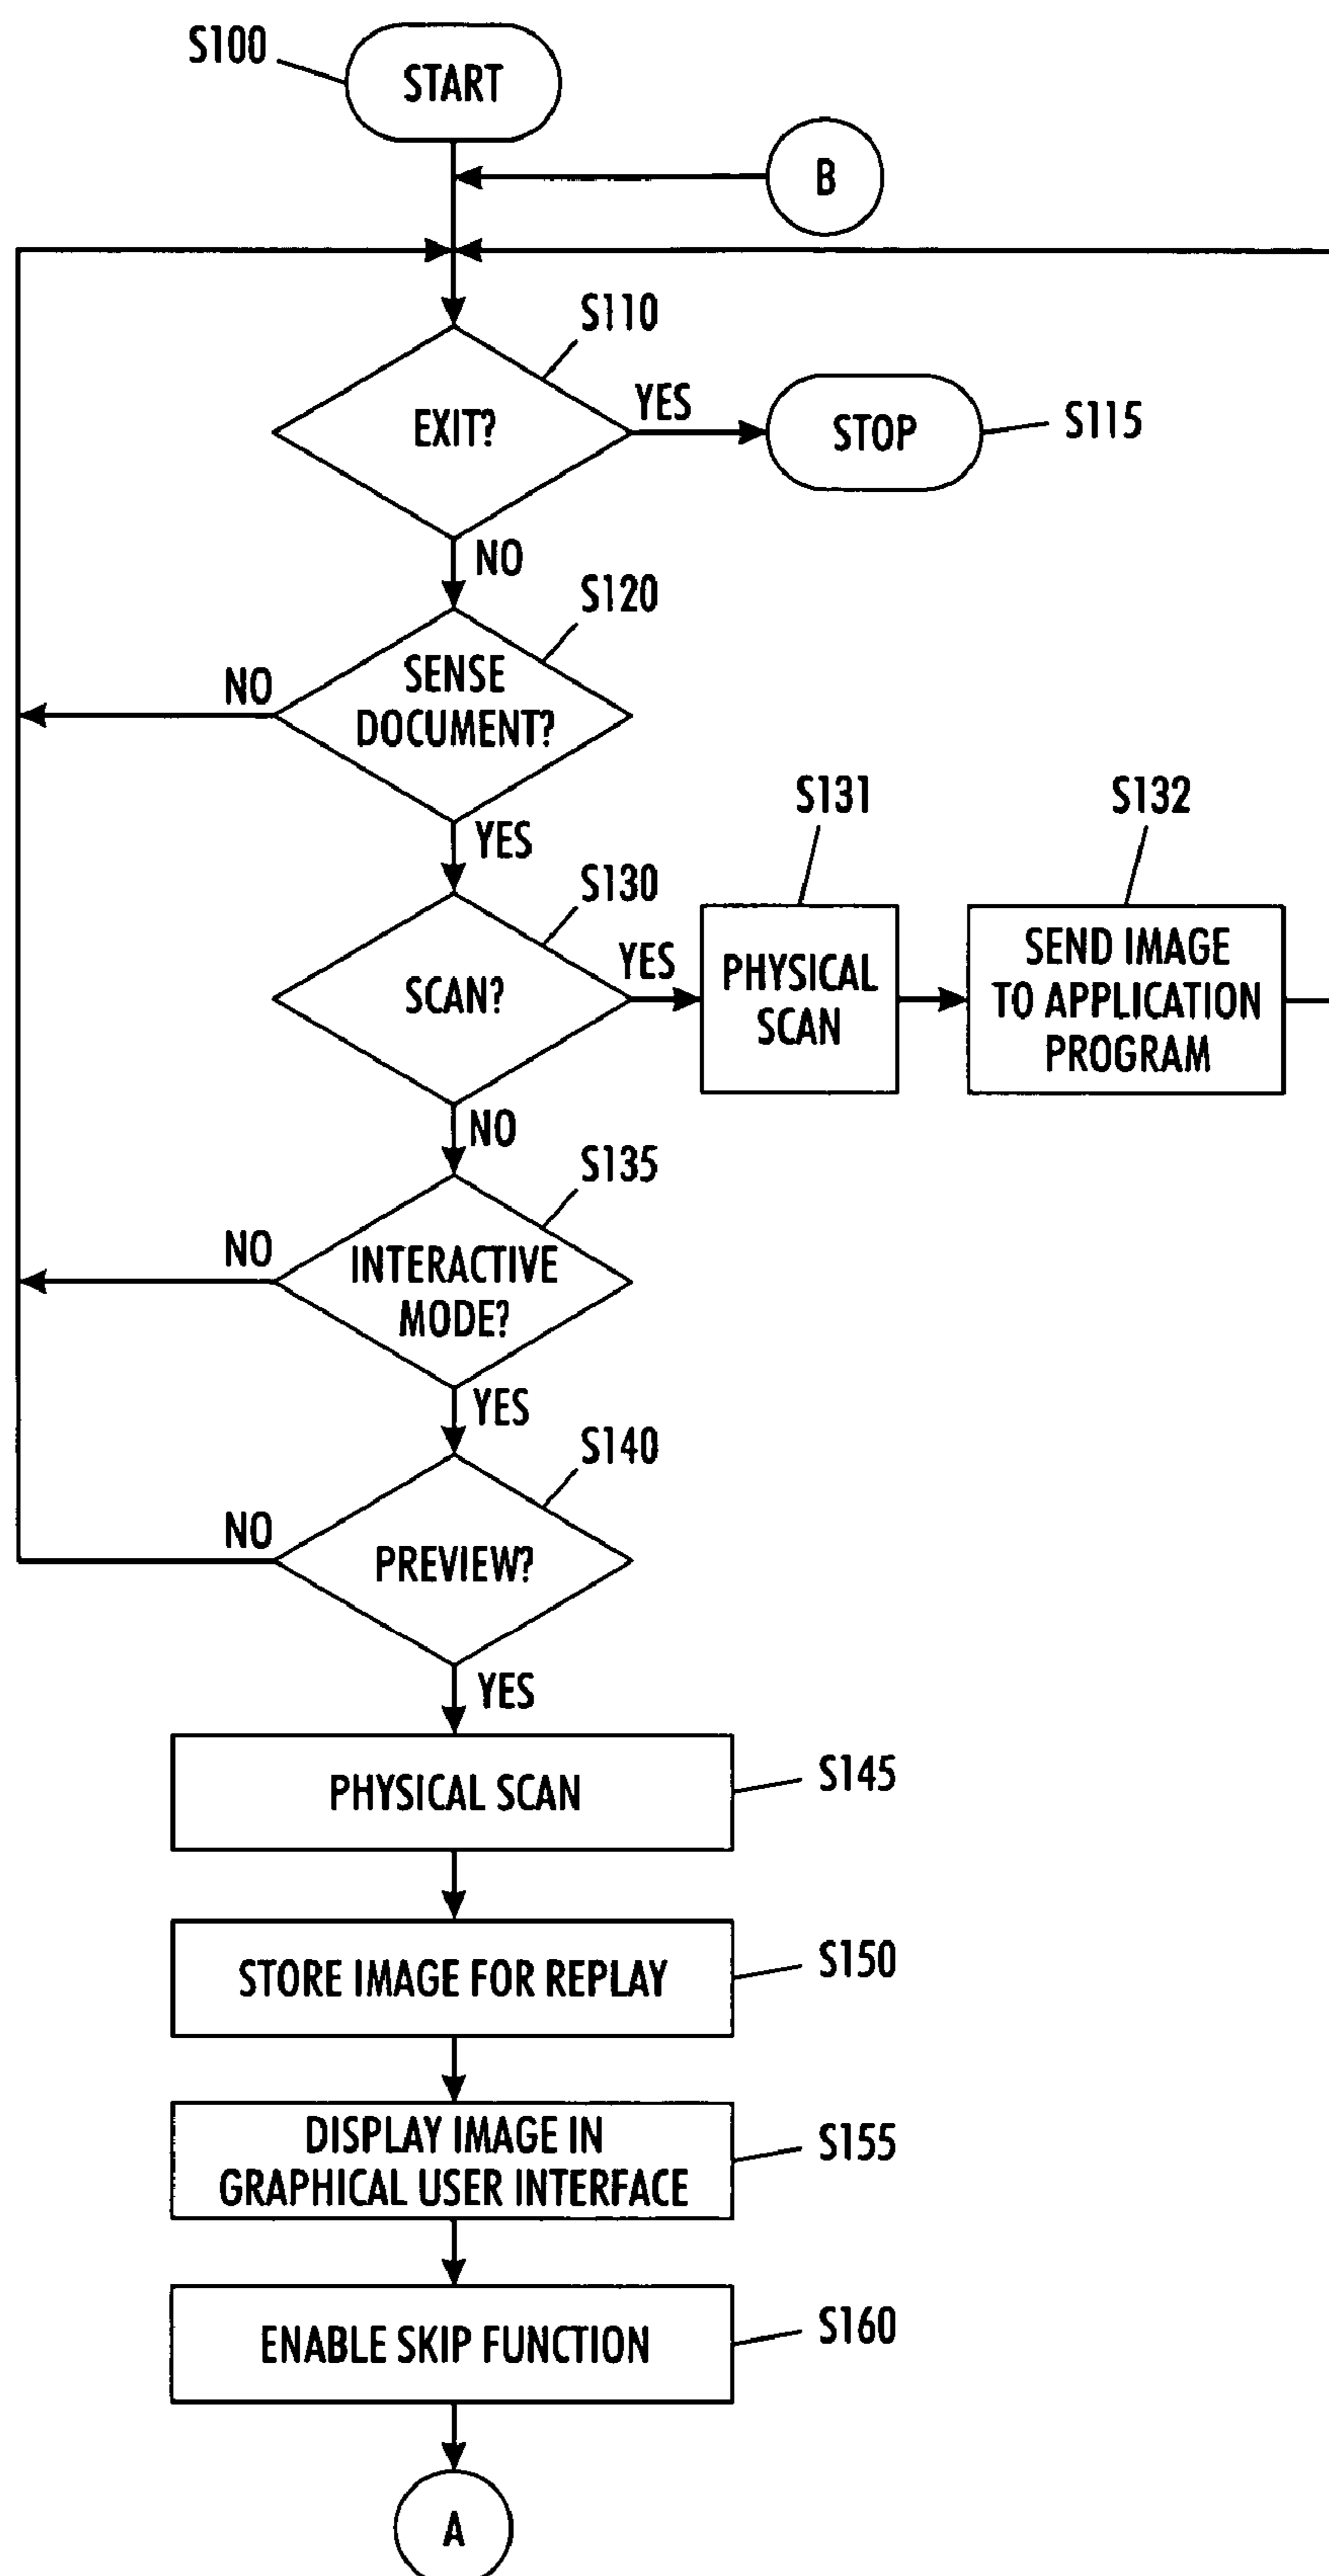 S100
START
B
S110
EXIT?
YES
STOP
S115
NO
S120
SENSE
DOCUMENT?
NO
YES
S130
SCAN?
YES
S131
PHYSICAL
SCAN
S132
SEND IMAGE
TO APPLICATION
PROGRAM
NO
S135
INTERACTIVE
MODE?
NO
YES
S140
PREVIEW?
NO
YES
PHYSICAL SCAN
S145
STORE IMAGE FOR REPLAY
S150
DISPLAY IMAGE IN
GRAPHICAL USER INTERFACE
S155
ENABLE SKIP FUNCTION
S160
A